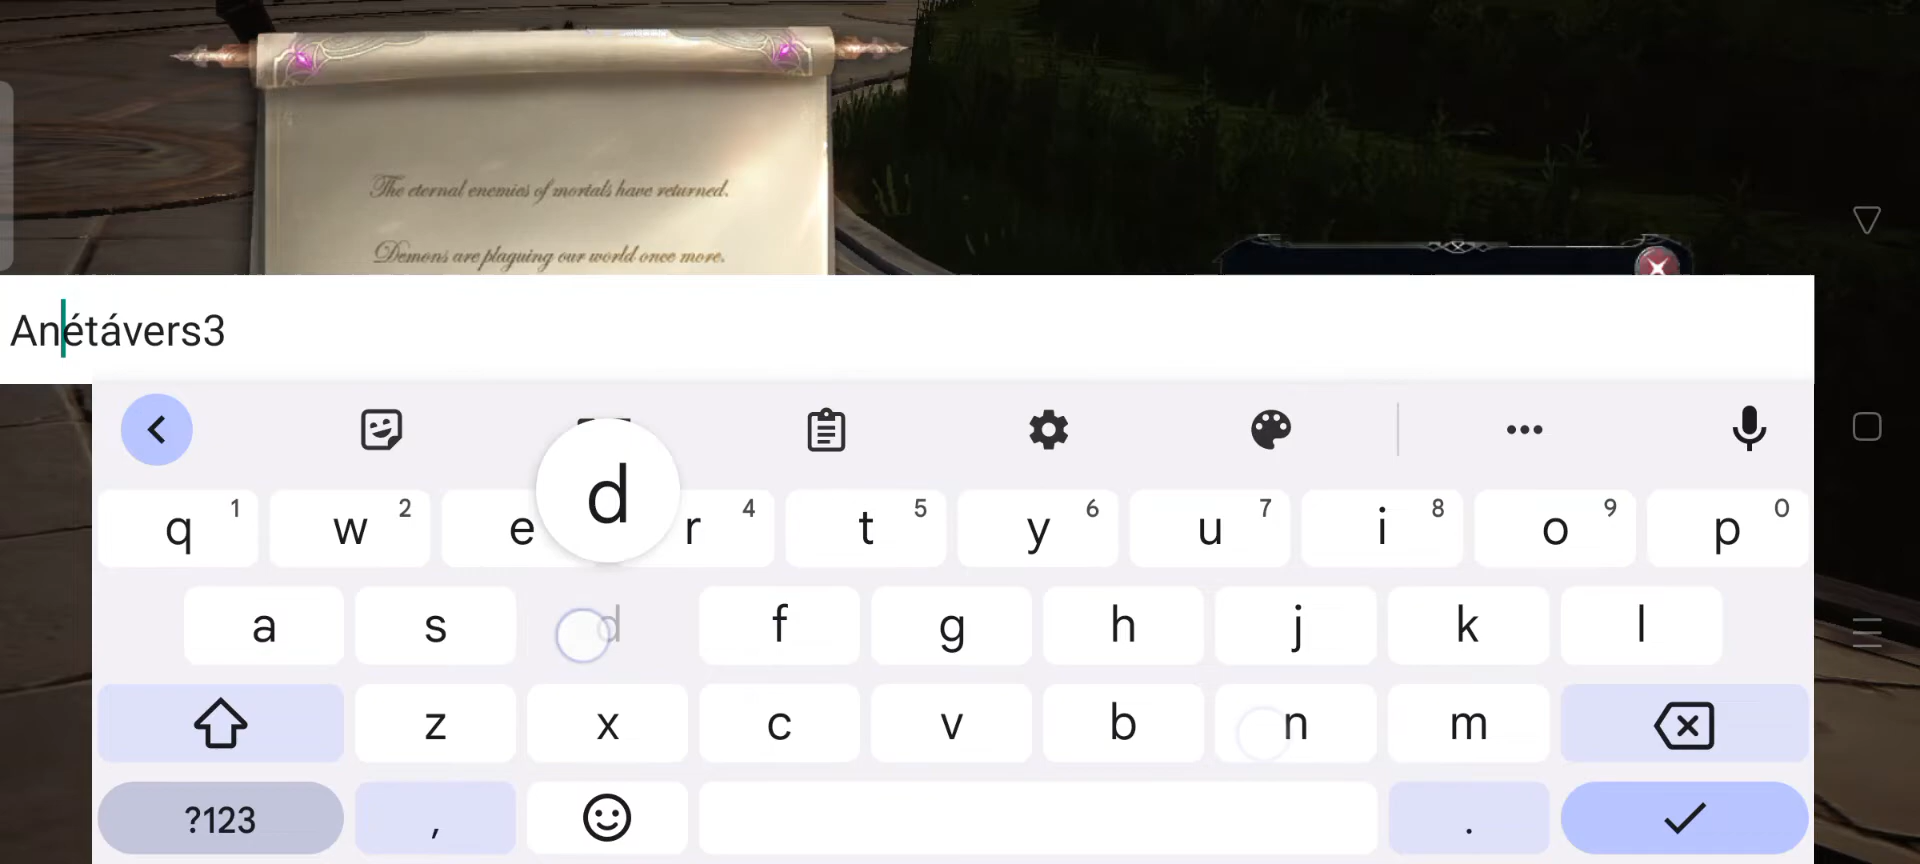 The eternal enemies of mortals have returned.
Demons are plaguing our world once more.
Anétávers3
d
q 1 w 2 e r 4 t 5 y 6 u 7 i 8 o 9 p 0
a s d f g h j k l
z x c v b n m
?123 , .